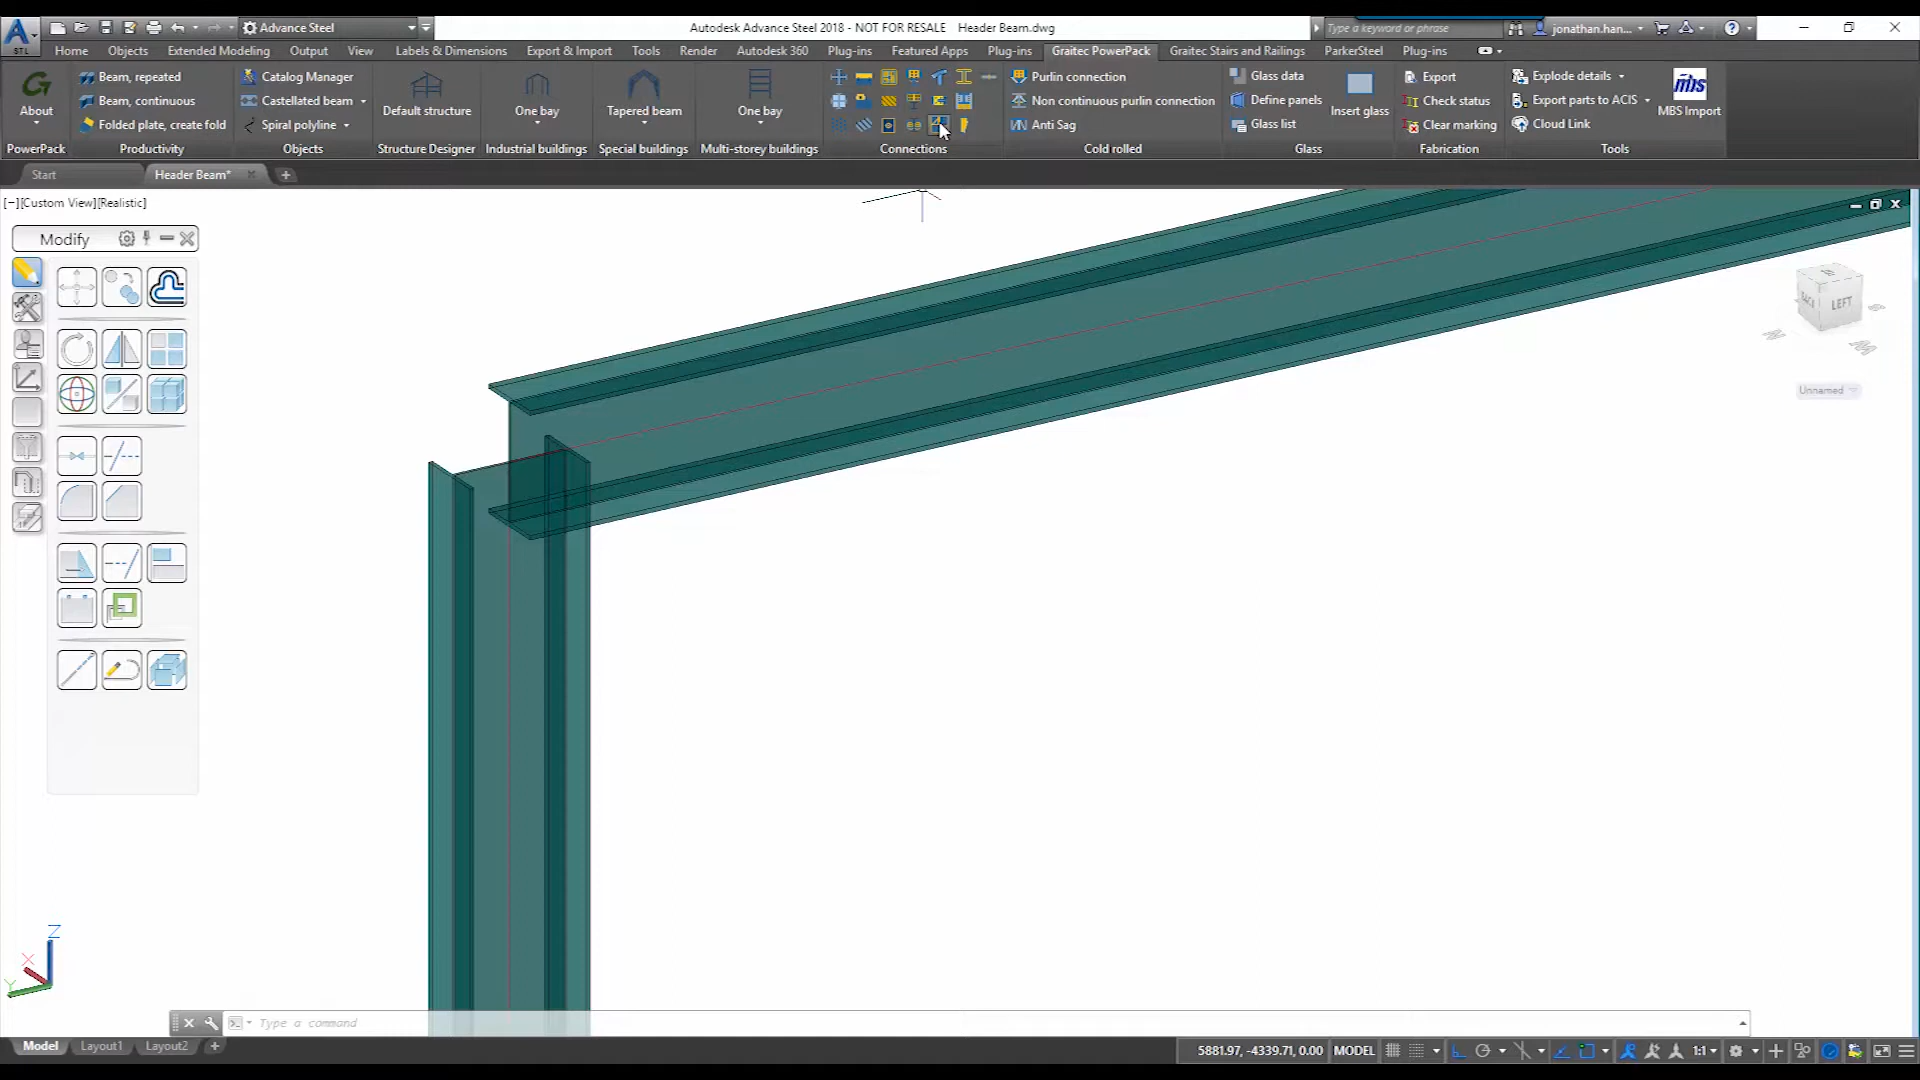 Advance Steel
Autodesk Advance Steel 2018 - NOT FOR RESALE Header Beam.dwg
Type a keyword or phrase
jonathan.han...
STL
Home Objects Extended Modeling Output View Labels & Dimensions Export & Import Tools Render Autodesk 360 Plug-ins Featured Apps Plug-ins Graitec PowerPack Graitec Stairs and Railings ParkerSteel Plug-ins
About
PowerPack
Beam, repeated
Beam, continuous
Folded plate, create fold
Productivity
Catalog Manager
Castellated beam
Spiral polyline
Objects
Default structure
Structure Designer
One bay
Industrial buildings
Tapered beam
Special buildings
One bay
Multi-storey buildings
Connections
Purlin connection
Non continuous purlin connection
Anti Sag
Cold rolled
Glass data
Define panels
Glass list
Insert glass
Glass
Export
Check status
Clear marking
Fabrication
Explode details
Export parts to ACIS
Cloud Link
mbs
MBS Import
Tools
Start Header Beam*
[−][Custom View][Realistic]
Modify
LEFT
Unnamed
Z
X
Y
Type a command
Model Layout1 Layout2
5881.97, -4339.71, 0.00 MODEL 1:1